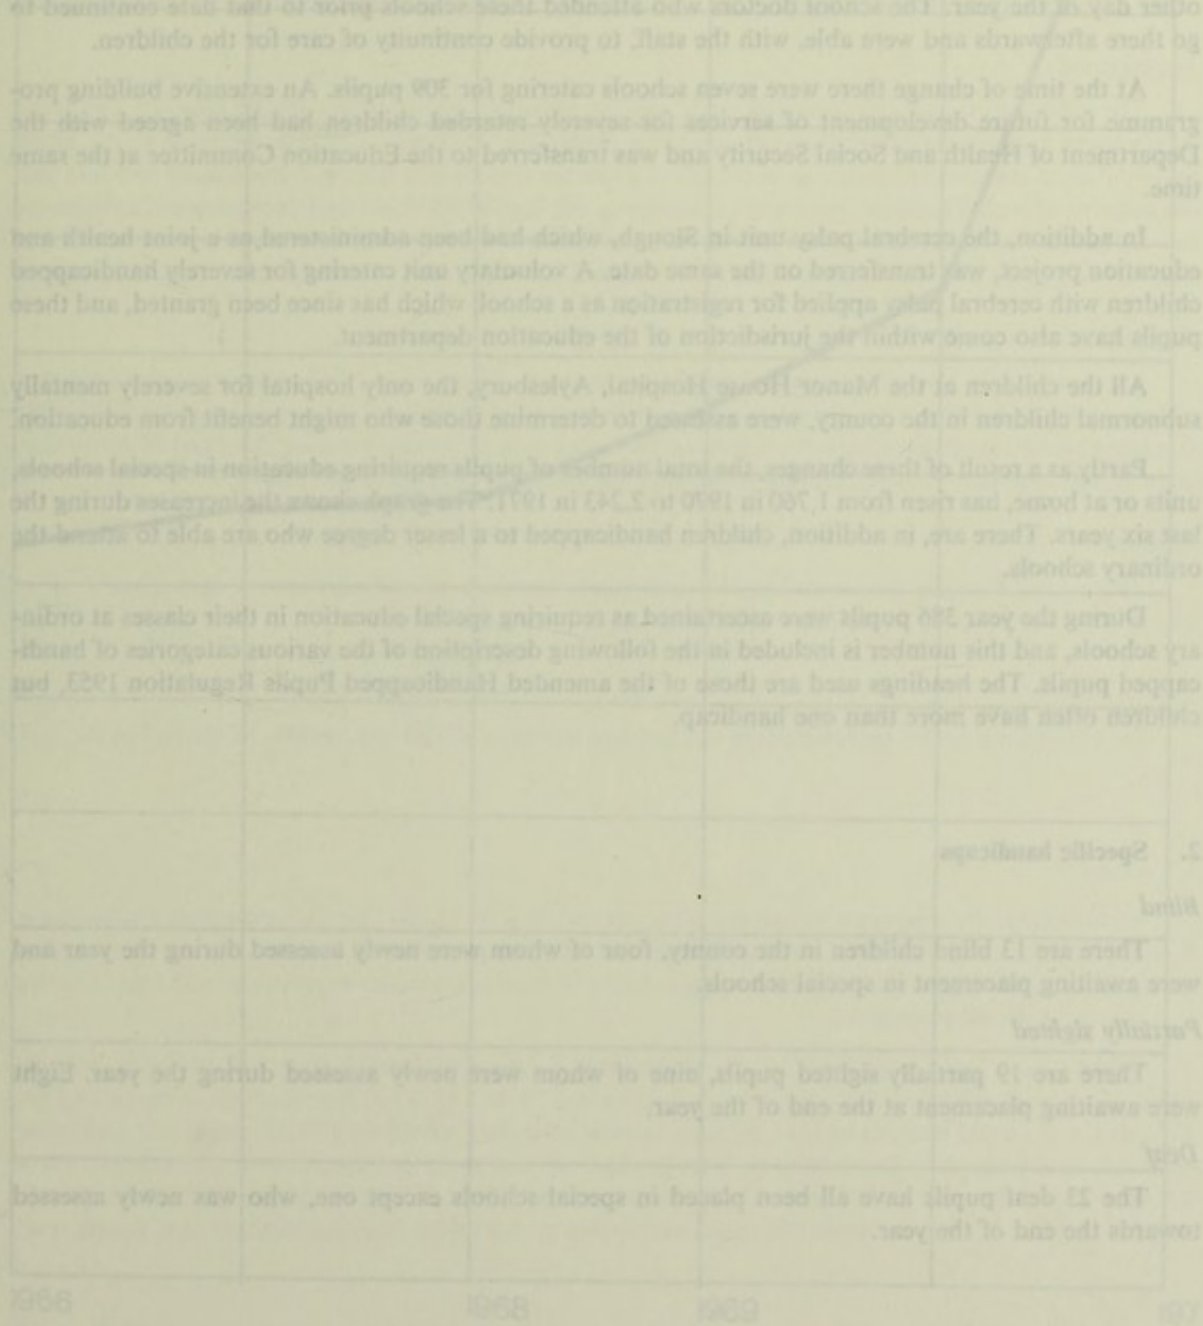 other day of the year. The school doctors who attended these schools prior to that date continued to
go there afterwards and were able, with the staff, to provide continuity of care for the children.
At the time of change there were seven schools catering for 309 pupils. An extensive building pro-
gramme for future development of services for severely retarded children had been agreed with the
Department of Health and Social Security and was transferred to the Education Committee at the same
time.
In addition, the cerebral palsy unit in Slough, which had been administered as a joint health and
education project, was transferred on the same date. A voluntary unit catering for severely handicapped
children with cerebral palsy applied for registration as a school, which has since been granted, and these
pupils have also come within the jurisdiction of the education department.
All the children at the Manor House Hospital, Aylesbury, the only hospital for severely mentally
subnormal children in the county, were assessed to determine those who might benefit from education.
Partly as a result of these changes, the total number of pupils requiring education in special schools,
units or at home, has risen from 1,760 in 1970 to 2,243 in 1971. The graph shows the increases during the
last six years. There are, in addition, children handicapped to a lesser degree who are able to attend the
ordinary schools.
During the year 386 pupils were ascertained as requiring special education in their classes at ordin-
ary schools, and this number is included in the following description of the various categories of handi-
capped pupils. The headings used are those of the amended Handicapped Pupils Regulation 1953, but
children often have more than one handicap.
2. Specific handicaps
Blind
There are 13 blind children in the county, four of whom were newly assessed during the year and
were awaiting placement in special schools.
Partially sighted
There are 19 partially sighted pupils, nine of whom were newly assessed during the year. Eight
were awaiting placement at the end of the year.
Deaf
The 23 deaf pupils have all been placed in special schools except one, who was newly assessed
towards the end of the year.
1966 1968 1969